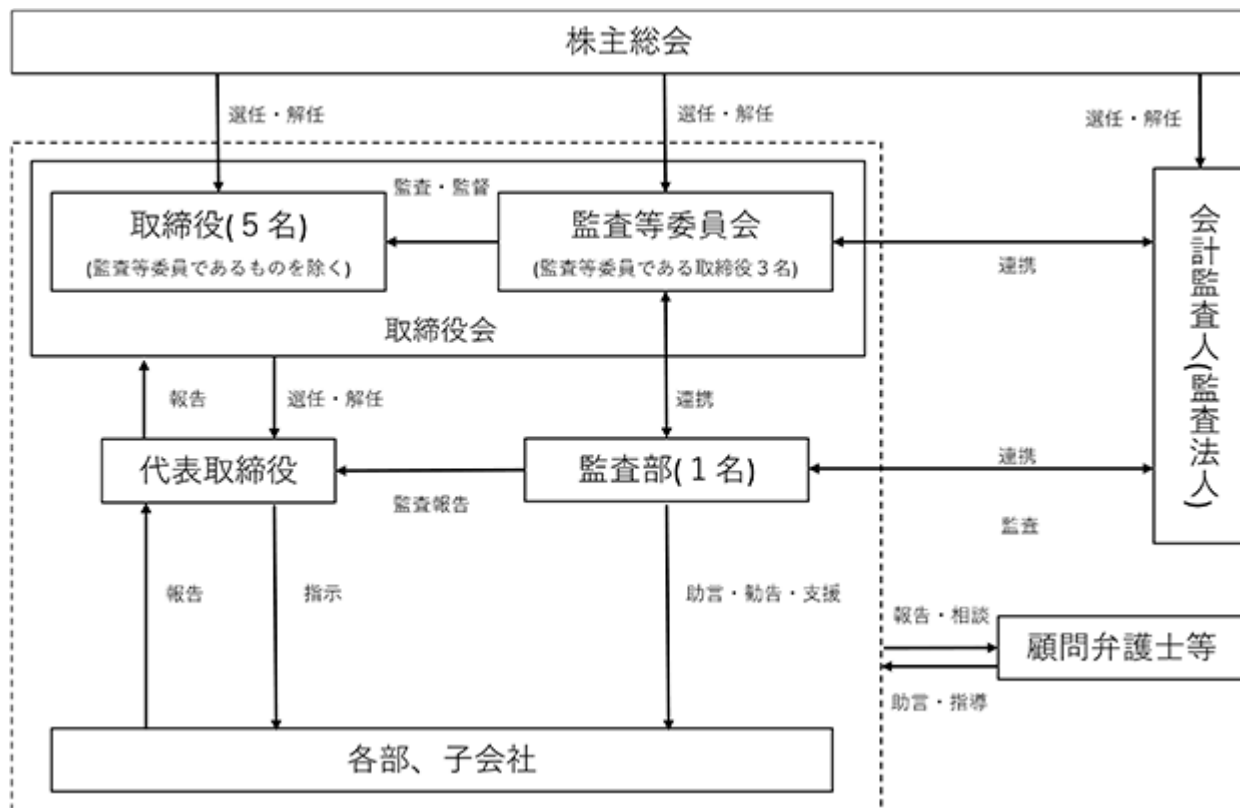 株主総会
選任・解任
選任・解任
選任・解任
監査・監督
取締役(５名)
(監査等委員であるものを除く)
監査等委員会
(監査等委員である取締役３名)
連携
会計監査人(監査法人)
取締役会
報告
選任・解任
連携
代表取締役
監査報告
監査部(１名)
連携
監査
報告
指示
助言・勧告・支援
報告・相談
顧問弁護士等
助言・指導
各部、子会社